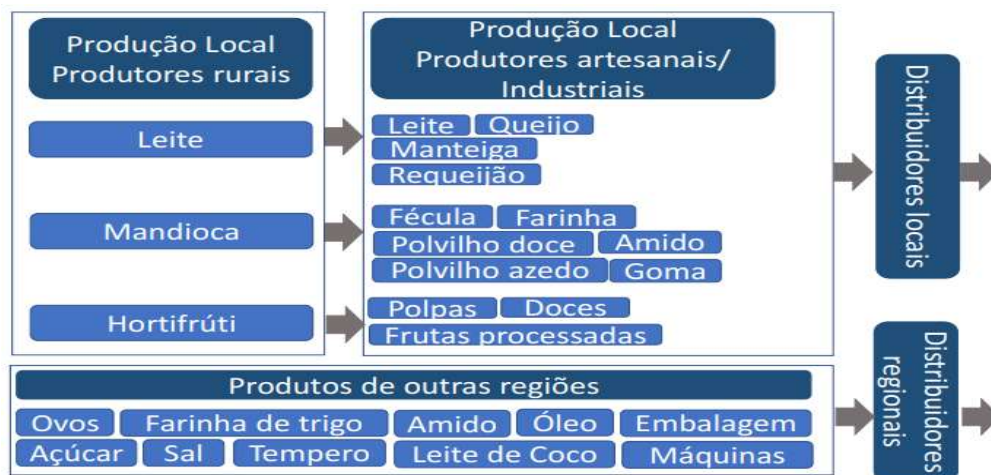 Produção Local
Produtores rurais
Produção Local
Produtores artesanais/
Industriais
Leite
Leite
Queijo
Manteiga
Requeijão
Mandioca
Fécula
Farinha
Polvilho doce
Amido
Polvilho azedo
Goma
Hortifrúti
Polpas
Doces
Frutas processadas
Distribuidores locais
Produtos de outras regiões
Ovos
Farinha de trigo
Amido
Óleo
Embalagem
Açúcar
Sal
Tempero
Leite de Coco
Máquinas
Distribuidores
regionais